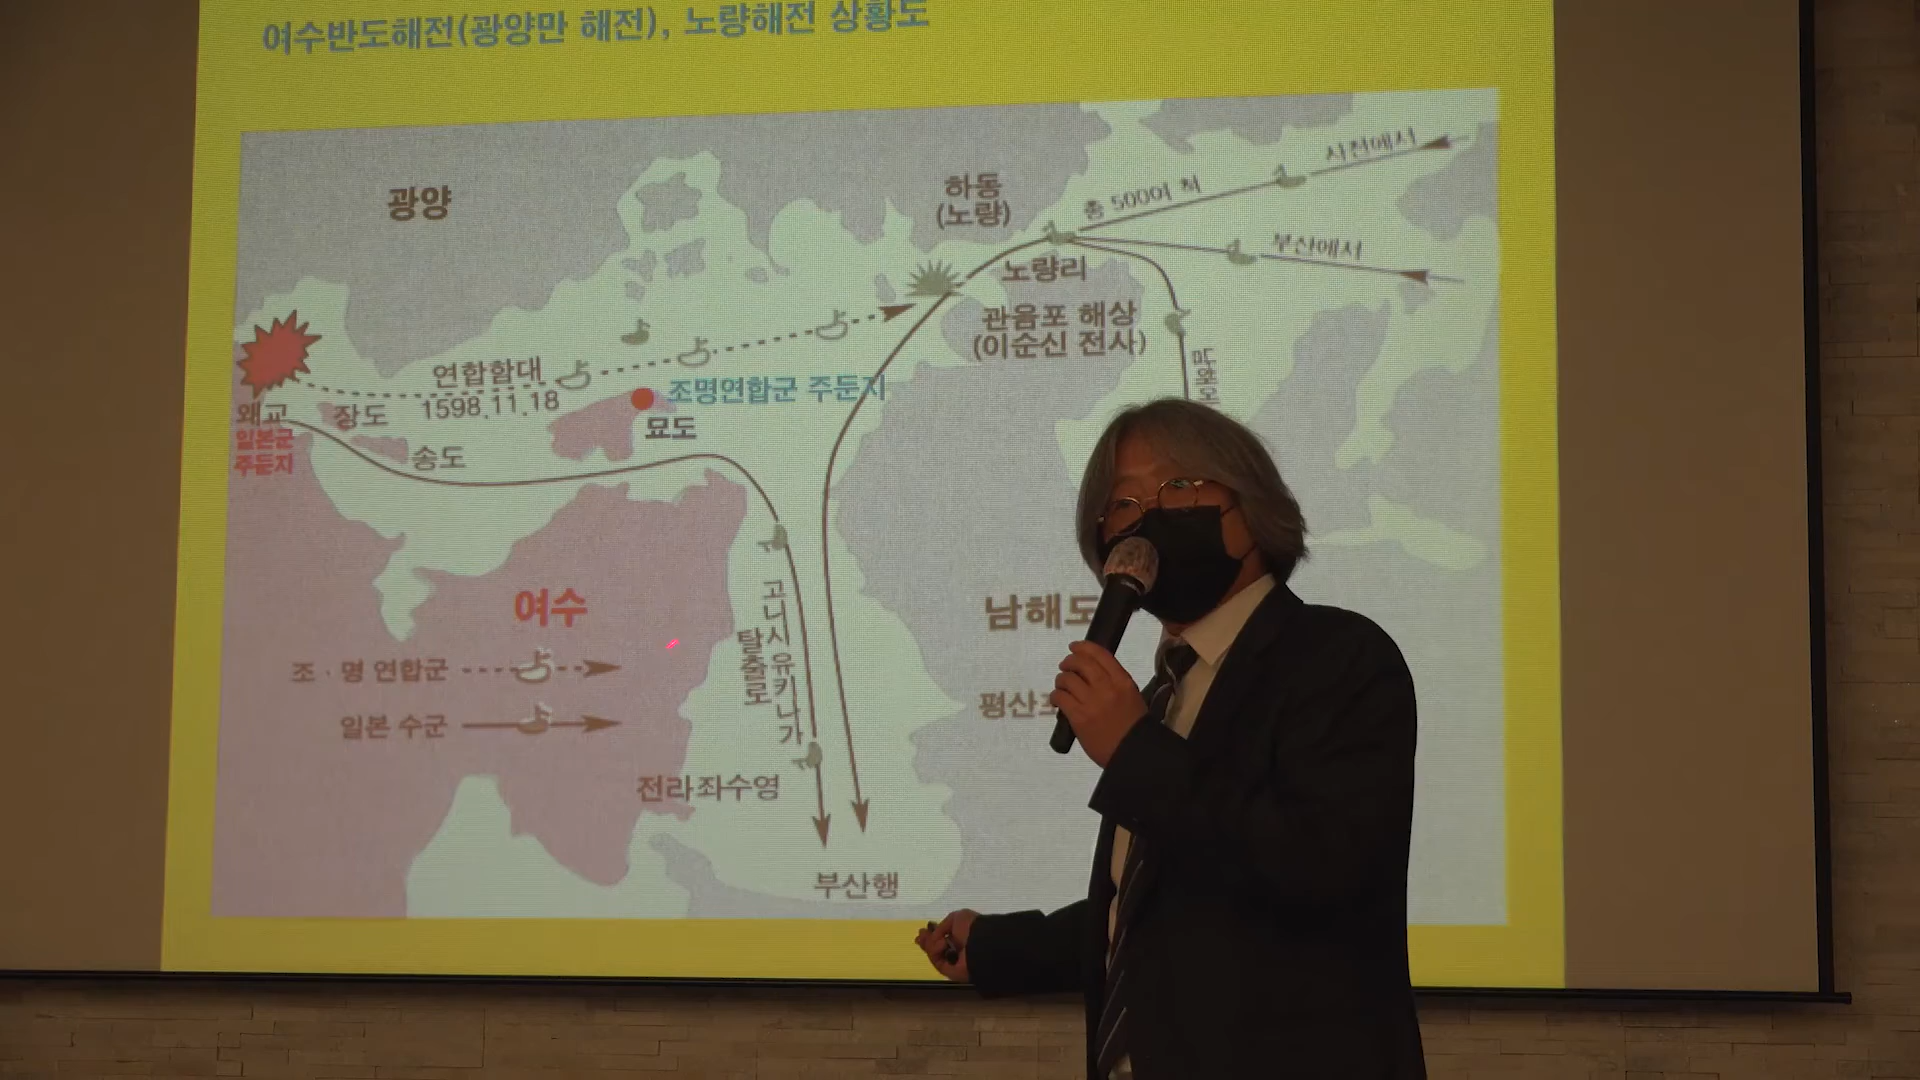 여수반도해전(광양만 해전), 노량해전 상황도
광양
하동
(노량)
총 500여 척
사천에서
부산에서
노량리
관음포 해상
(이순신 전사)
연합함대
1598.11.18
조명연합군 주둔지
묘도
왜교
일본군
주둔지
장도
송도
여수
고니시 유키나가
탈출로
남해도
조·명 연합군
일본 수군
전라좌수영
부산행